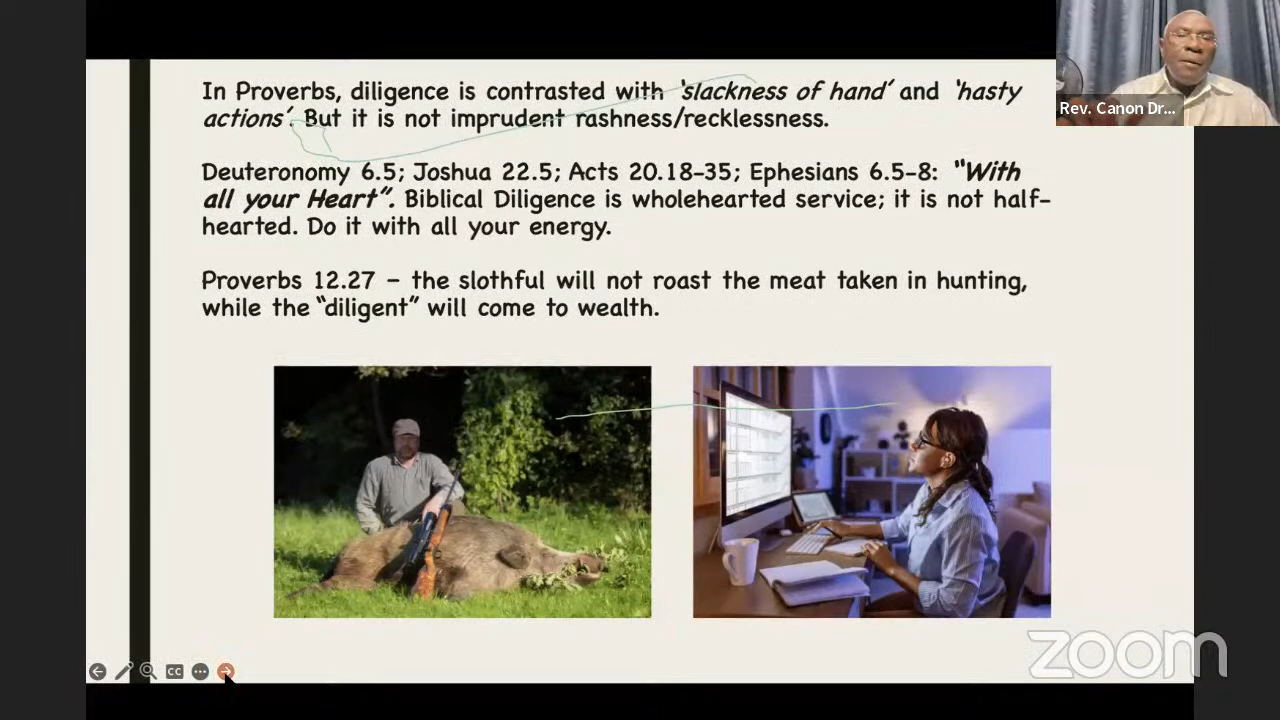 In Proverbs, diligence is contrasted with ‘slackness of hand’ and ‘hasty
actions’. But it is not imprudent rashness/recklessness.
Deuteronomy 6.5; Joshua 22.5; Acts 20.18-35; Ephesians 6.5-8: “With
all your Heart”. Biblical Diligence is wholehearted service; it is not half-
hearted. Do it with all your energy.
Proverbs 12.27 – the slothful will not roast the meat taken in hunting,
while the “diligent” will come to wealth.
Rev. Canon Dr...
CC
zoom